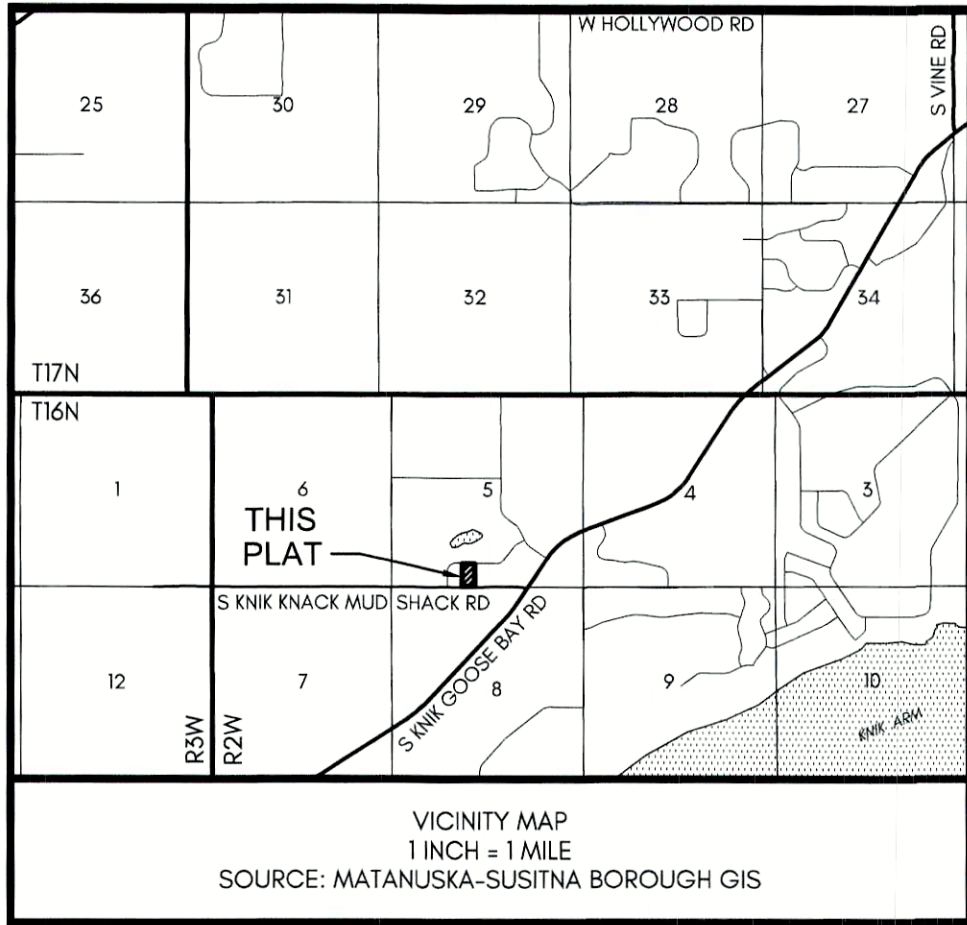 W HOLLYWOOD RD
S VINE RD
25
30
29
28
27
36
31
32
33
34
T17N
T16N
1
6
5
4
3
THIS
PLAT
S KNIK KNACK MUD SHACK RD
S KNIK GOOSE BAY RD
12
7
8
9
10
KNIK ARM
R3W
R2W
VICINITY MAP
1 INCH = 1 MILE
SOURCE: MATANUSKA-SUSITNA BOROUGH GIS